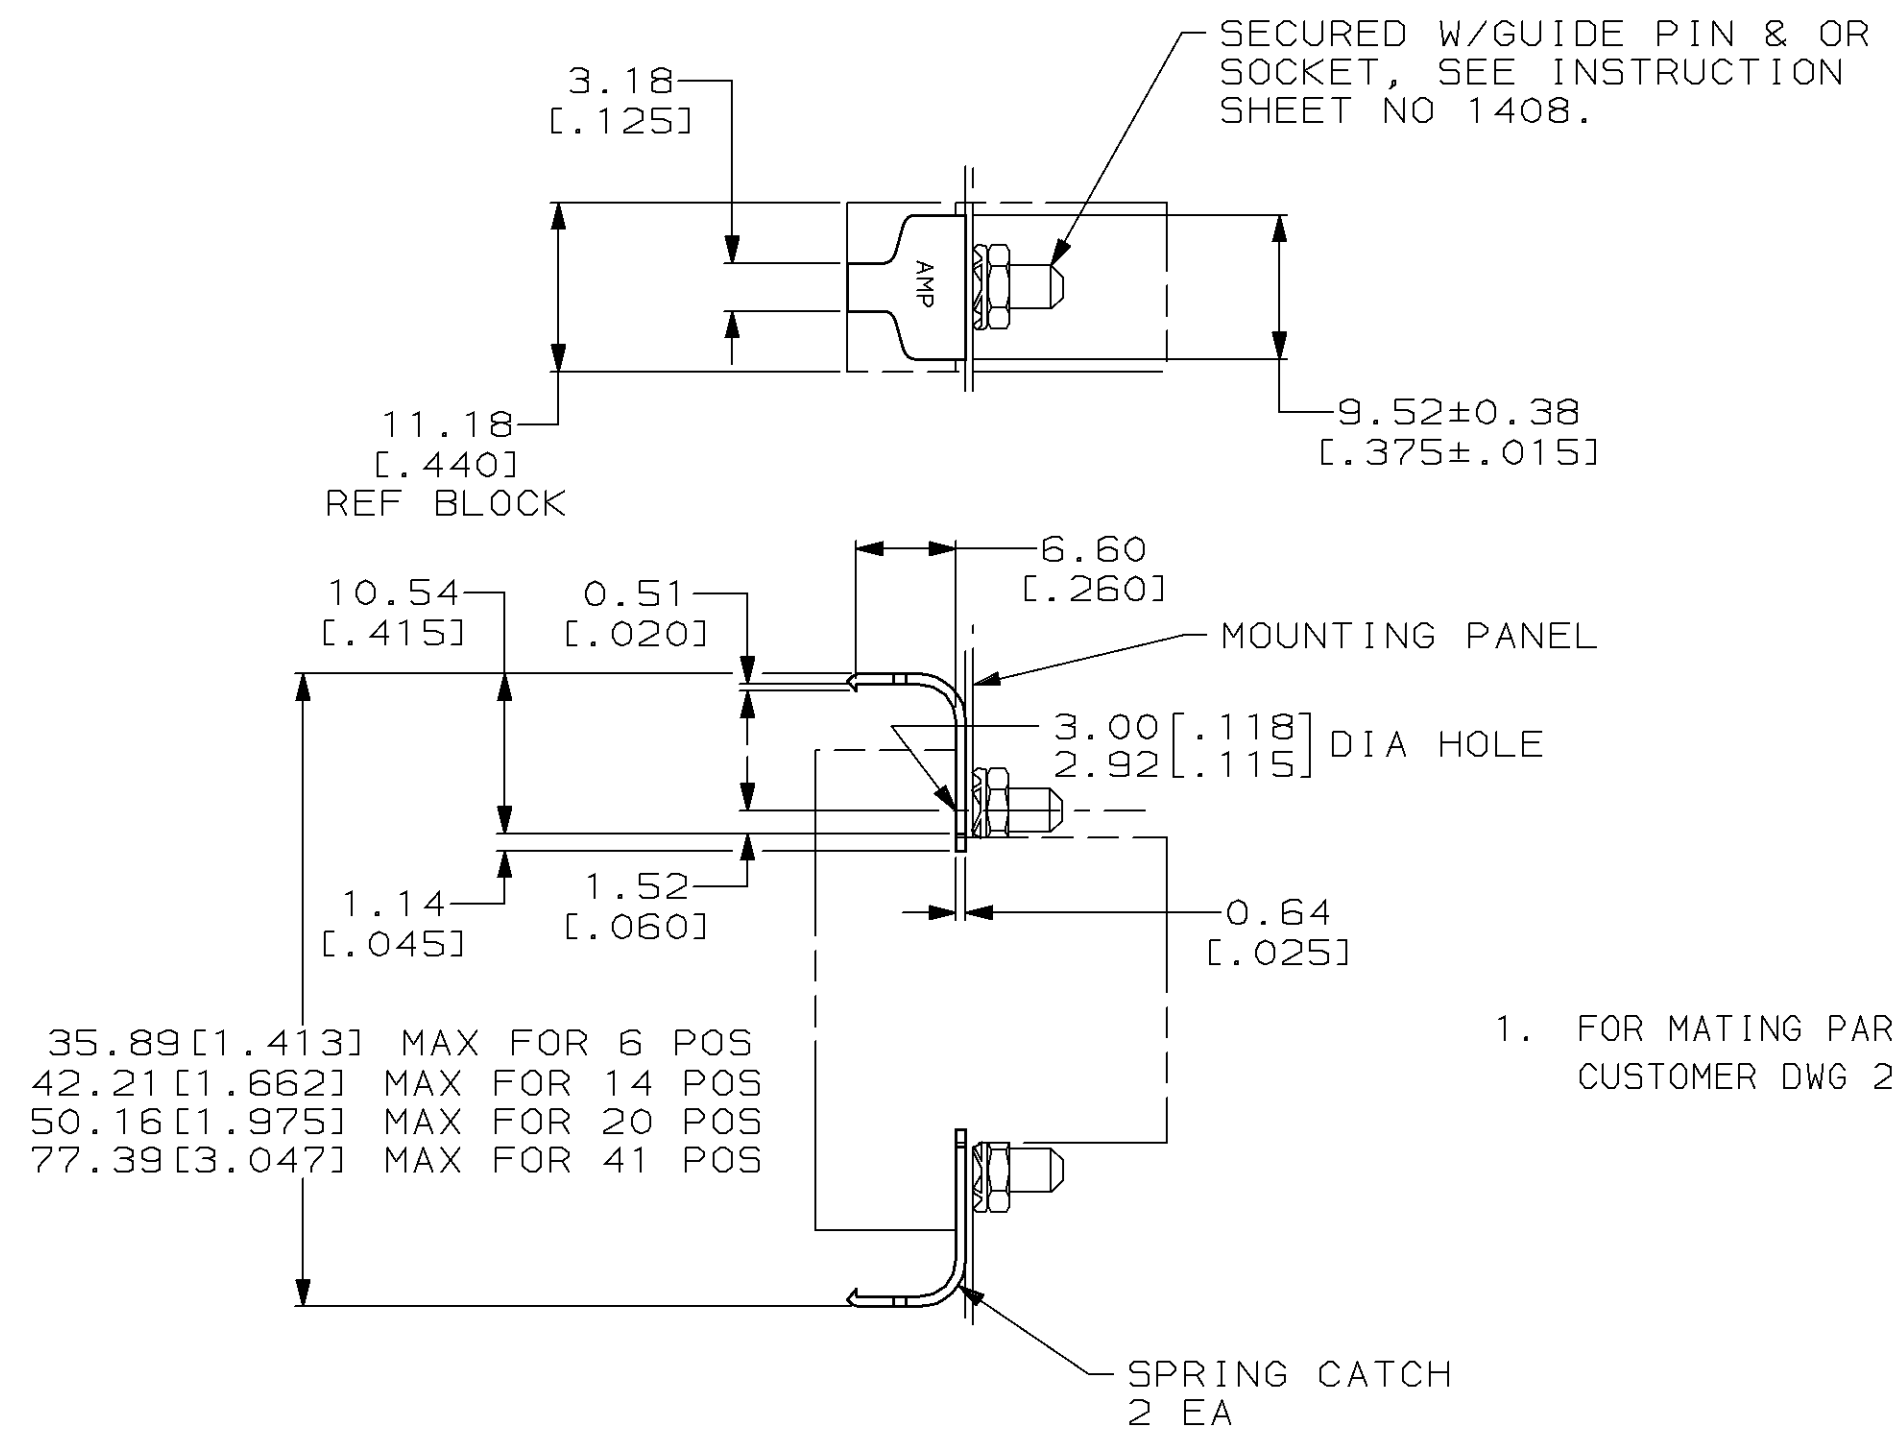 SECURED W/GUIDE PIN & OR
SOCKET, SEE INSTRUCTION
SHEET NO 1408.
3.18
[.125]
AMP
11.18
[.440]
REF BLOCK
9.52±0.38
[.375±.015]
6.60
[.260]
10.54
[.415]
0.51
[.020]
MOUNTING PANEL
3.00[.118]
2.92[.115] DIA HOLE
1.14
[.045]
1.52
[.060]
0.64
[.025]
35.89[1.413] MAX FOR 6 POS
42.21[1.662] MAX FOR 14 POS
50.16[1.975] MAX FOR 20 POS
77.39[3.047] MAX FOR 41 POS
1. FOR MATING PAR
CUSTOMER DWG 2
SPRING CATCH
2 EA